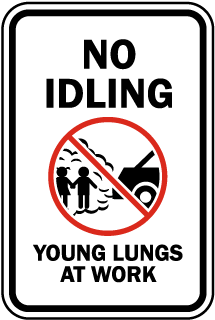 NO
IDLING
YOUNG LUNGS
AT WORK